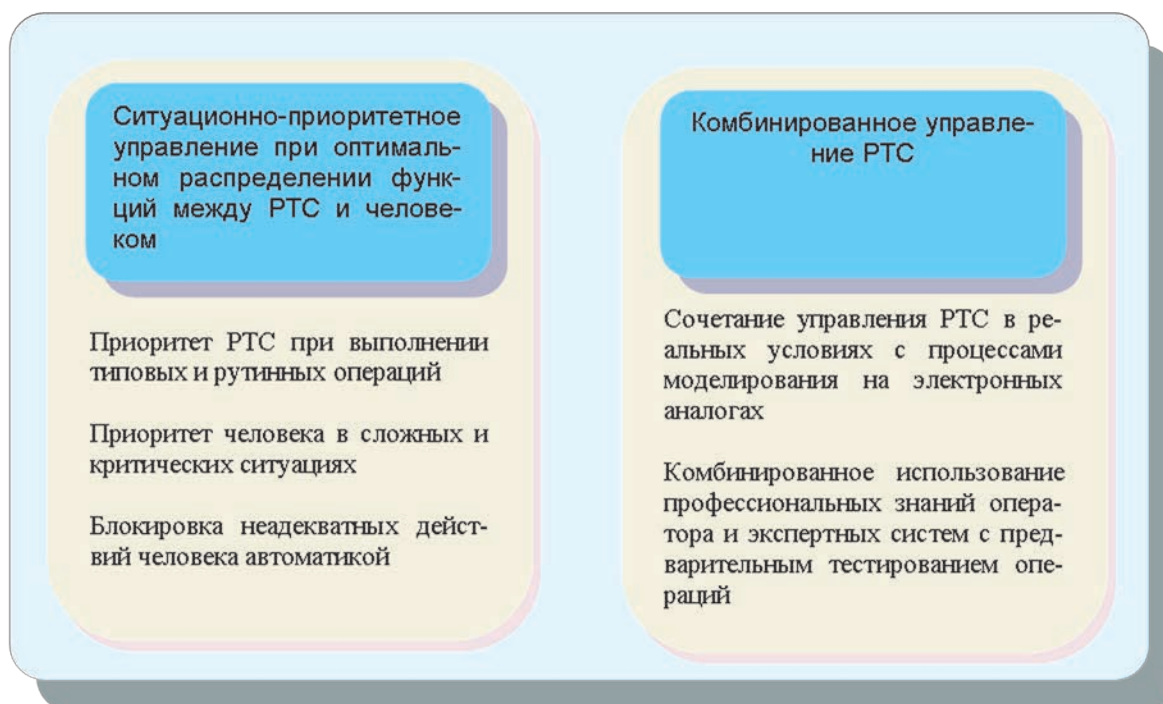 Ситуационно-приоритетное
управление при оптималь-
ном распределении функ-
ций между РТС и челове-
ком
Приоритет РТС при выполнении
типовых и рутинных операций
Приоритет человека в сложных и
критических ситуациях
Блокировка неадекватных дейст-
вий человека автоматикой
Комбинированное управле-
ние РТС
Сочетание управления РТС в ре-
альных условиях с процессами
моделирования на электронных
аналогах
Комбинированное использование
профессиональных знаний опера-
тора и экспертных систем с пред-
варительным тестированием опе-
раций